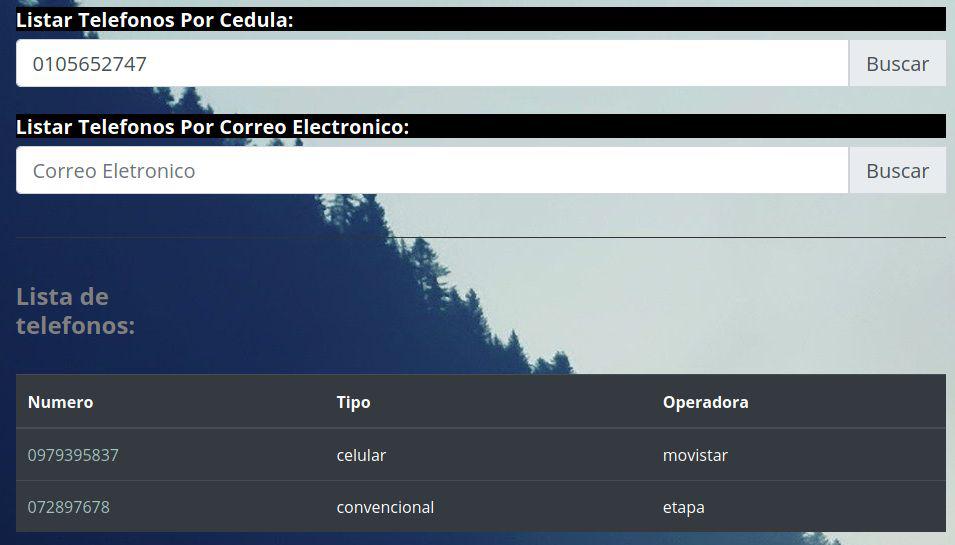 Listar Telefonos Por Cedula:
0105652747 Buscar
Listar Telefonos Por Correo Electronico:
Correo Eletronico Buscar
Lista de
telefonos:
Numero Tipo Operadora
0979395837 celular movistar
072897678 convencional etapa